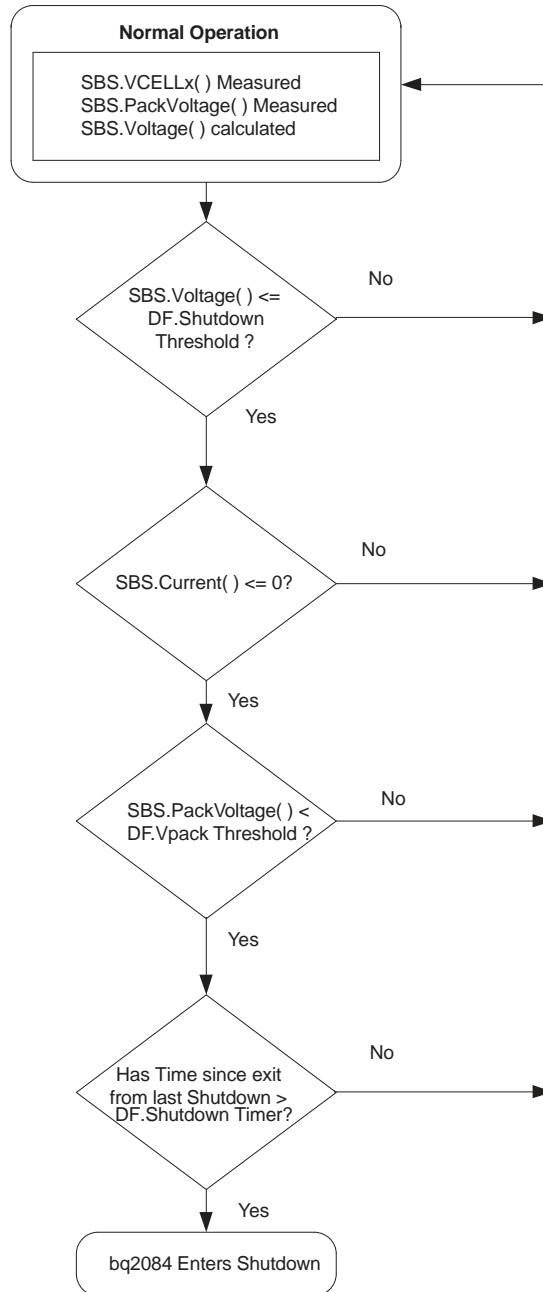 Normal Operation
SBS.VCELLx( ) Measured
SBS.PackVoltage( ) Measured
SBS.Voltage( ) calculated
SBS.Voltage( ) <=
DF.Shutdown
Threshold ?
No
Yes
SBS.Current( ) <= 0?
No
Yes
SBS.PackVoltage( ) <
DF.Vpack Threshold ?
No
Yes
Has Time since exit
from last Shutdown >
DF.Shutdown Timer?
No
Yes
bq2084 Enters Shutdown